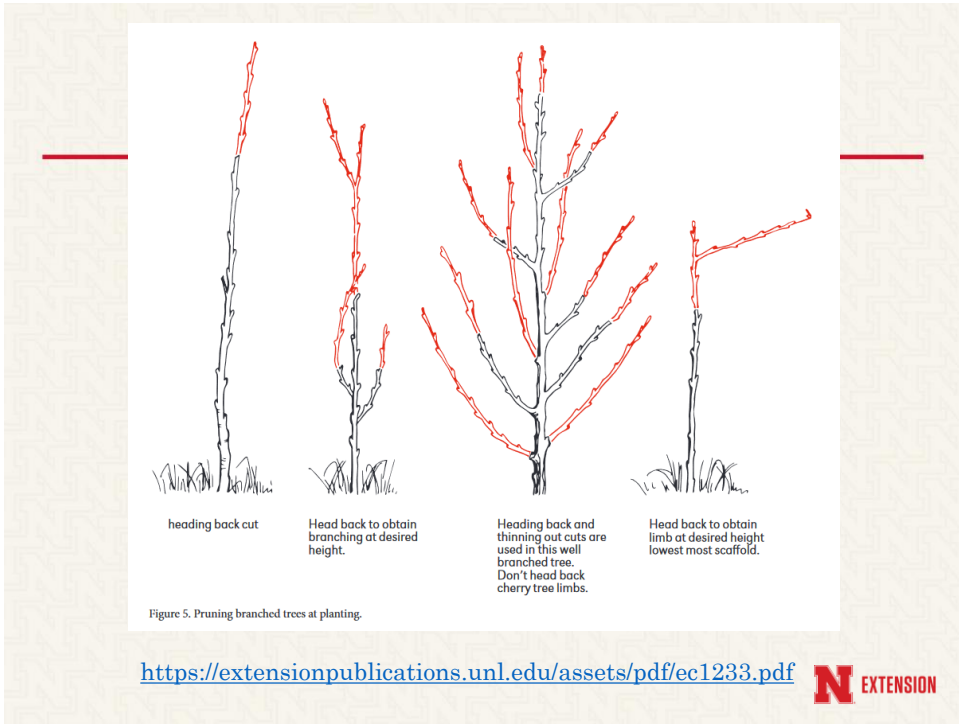 heading back cut
Head back to obtain
branching at desired
height.
Heading back and
thinning out cuts are
used in this well
branched tree.
Don't head back
cherry tree limbs.
Head back to obtain
limb at desired height
lowest most scaffold.
Figure 5. Pruning branched trees at planting.
https://extensionpublications.unl.edu/assets/pdf/ec1233.pdf
N EXTENSION